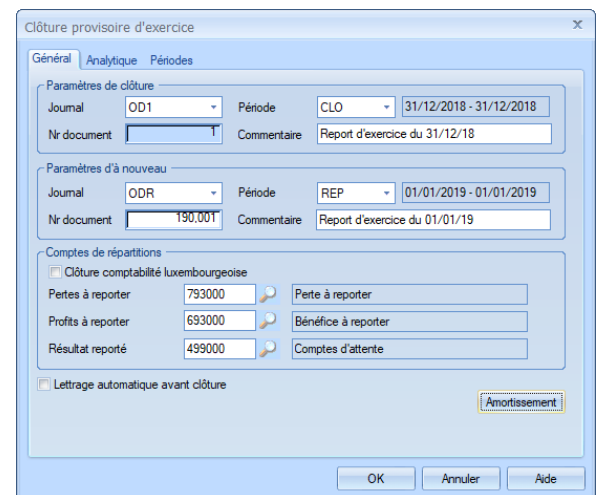 Clôture provisoire d'exercice x
Général Analytique Périodes
Paramètres de clôture
Journal OD1 Période CLO 31/12/2018 - 31/12/2018
Nr document 1 Commentaire Report d'exercice du 31/12/18
Paramètres d'à nouveau
Journal ODR Période REP 01/01/2019 - 01/01/2019
Nr document 190,001 Commentaire Report d'exercice du 01/01/19
Comptes de répartitions
Clôture comptabilité luxembourgeoise
Pertes à reporter 793000 Perte à reporter
Profits à reporter 693000 Bénéfice à reporter
Résultat reporté 499000 Comptes d'attente
Lettrage automatique avant clôture
Amortissement
OK Annuler Aide